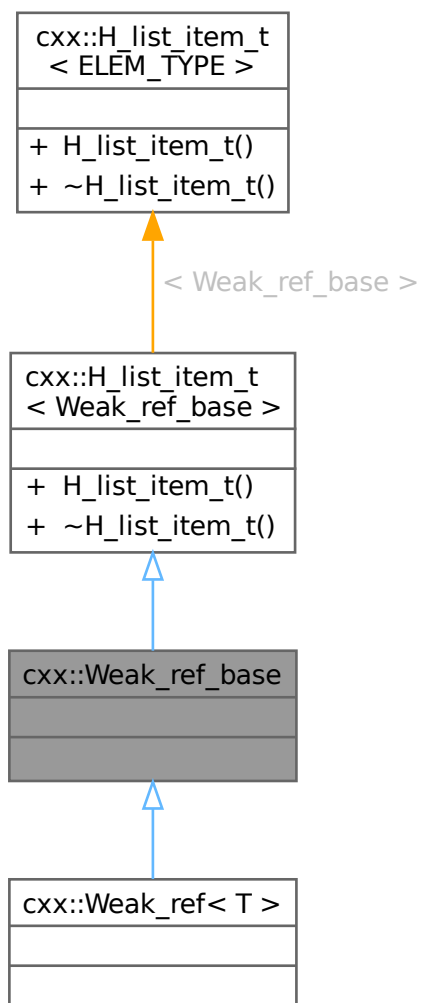 cxx::H_list_item_t
< ELEM_TYPE >
+ H_list_item_t()
+ ~H_list_item_t()
< Weak_ref_base >
cxx::H_list_item_t
< Weak_ref_base >
+ H_list_item_t()
+ ~H_list_item_t()
cxx::Weak_ref_base
cxx::Weak_ref< T >